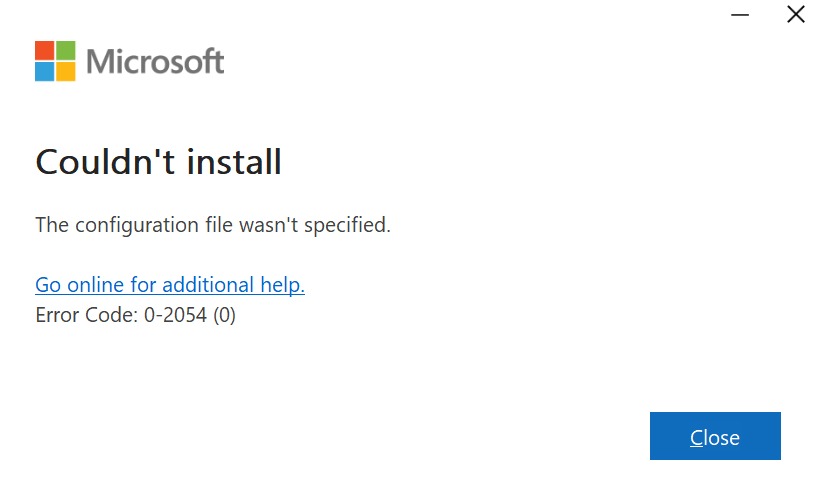 Microsoft
Couldn't install
The configuration file wasn't specified.
Go online for additional help.
Error Code: 0-2054 (0)
Close